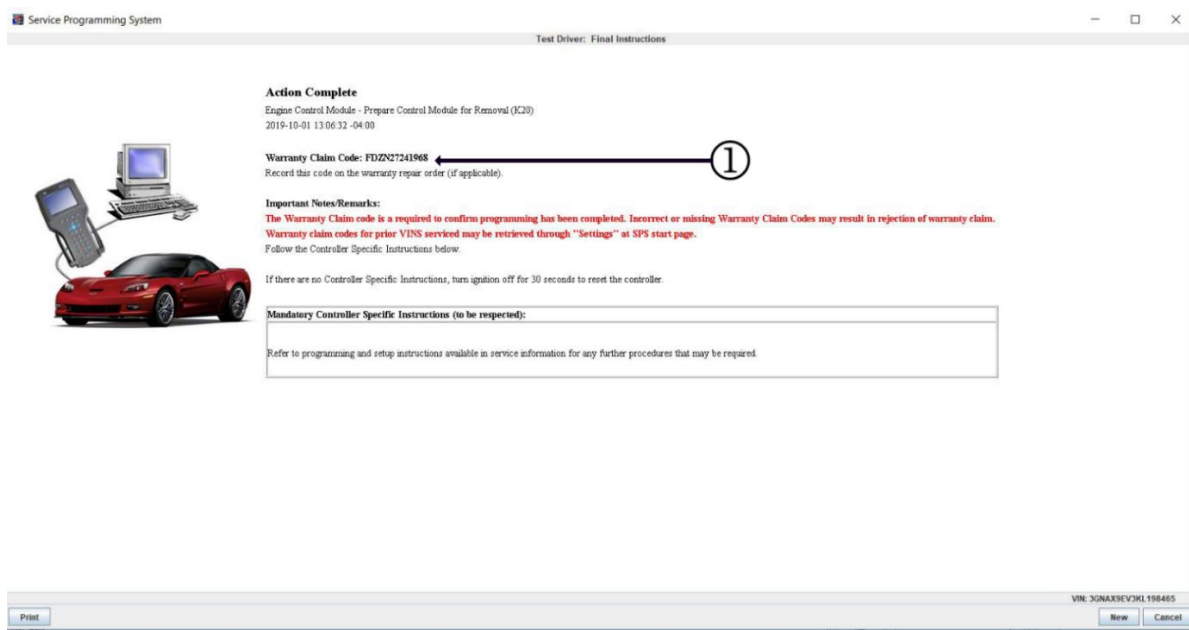 Service Programming System
Test Driver: Final Instructions
Action Complete
Engine Control Module - Prepare Control Module for Removal (K20)
2019-10-01 13:06:32 -04:00
Warranty Claim Code: FDZN27241968
①
Record this code on the warranty repair order (if applicable).
Important Notes/Remarks:
The Warranty Claim code is a required to confirm programming has been completed. Incorrect or missing Warranty Claim Codes may result in rejection of warranty claim.
Warranty claim codes for prior VINS serviced may be retrieved through "Settings" at SPS start page.
Follow the Controller Specific Instructions below.
If there are no Controller Specific Instructions, turn ignition off for 30 seconds to reset the controller.
Mandatory Controller Specific Instructions (to be respected):
Refer to programming and setup instructions available in service information for any further procedures that may be required.
VIN: 3GNAX9EV3KL198465
Print
New
Cancel